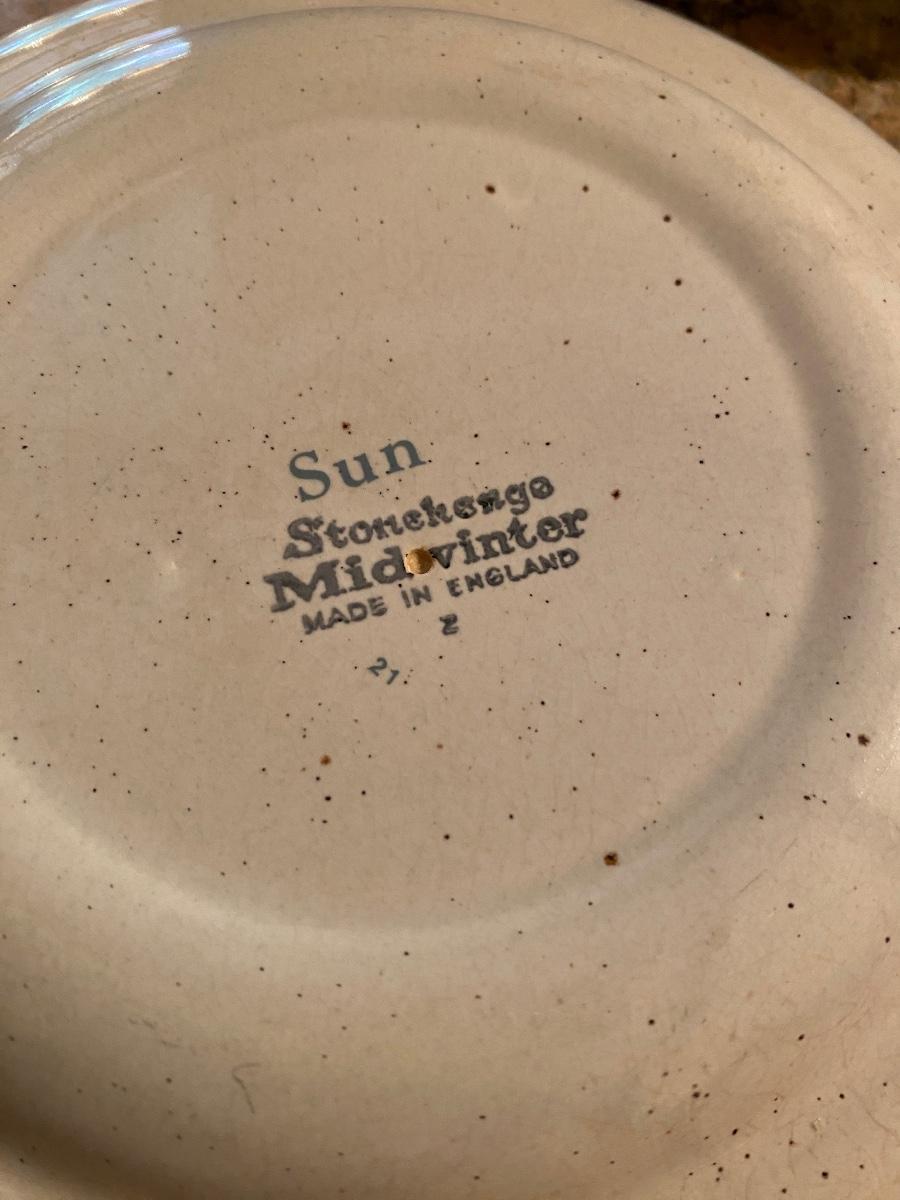 Sun
Stonehenge
Midwinter
MADE IN ENGLAND
Z
21